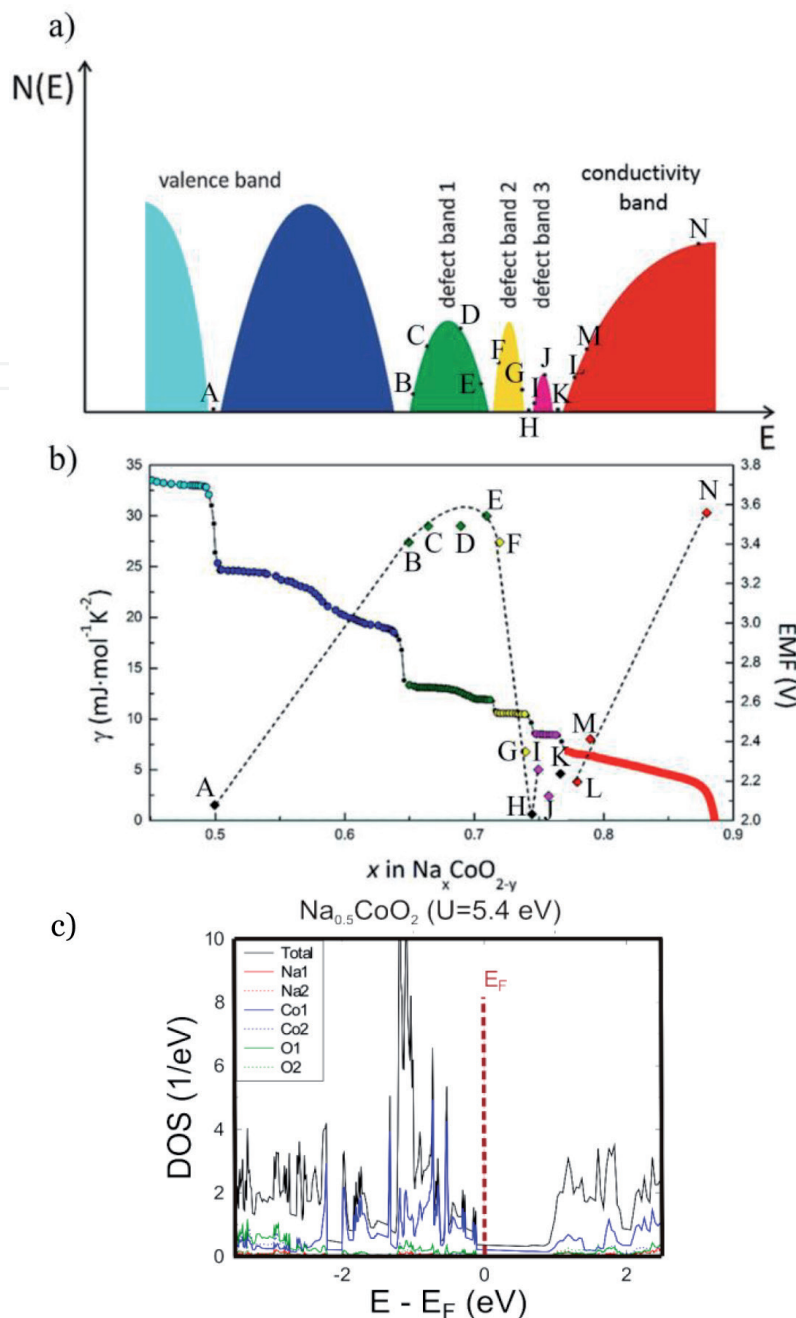 a)
N(E)
valence band
defect band 1
defect band 2
defect band 3
conductivity
band
A
B
C
D
E
F
G
H
I
J
K
L
M
N
E
b)
γ (mJ·mol⁻¹K⁻²)
35
30
25
20
15
10
5
0
A
B
C
D
E
F
G
H
I
J
K
L
M
N
3.8
3.6
3.4
3.2
3.0
2.8
2.6
2.4
2.2
2.0
EMF (V)
0.5
0.6
0.7
0.8
0.9
x in NaₓCoO₂₋ᵧ
c)
Na₀.₅CoO₂ (U=5.4 eV)
DOS (1/eV)
10
8
6
4
2
0
Total
Na1
Na2
Co1
Co2
O1
O2
E_F
-2
0
2
E - E_F (eV)